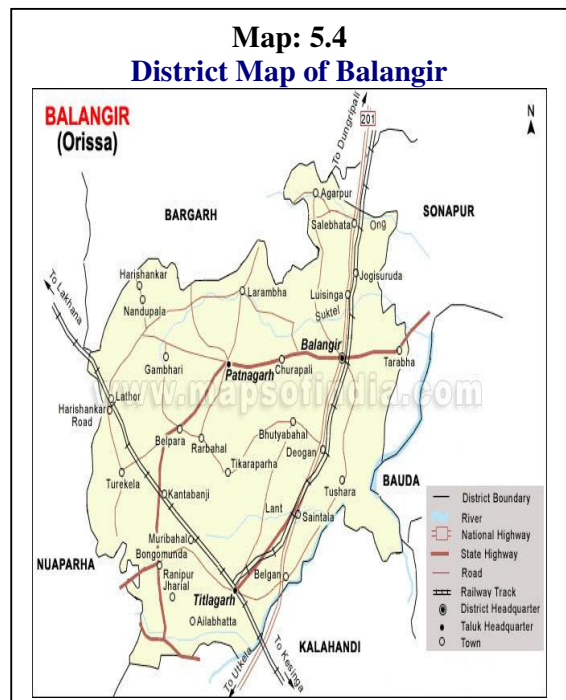 Map: 5.4
District Map of Balangir
BALANGIR
(Orissa)
To Dungripali
201
N
BARGARH
SONAPUR
Agarpur
Salebhata
Ong
To Lakhana
Harishankar
Nandupala
Larambha
Jogisuruda
Luisinga
Suktel
Balangir
Gambhari
Patnagarh
Churapali
Tarabha
www.mapsofindia.com
Lathor
Harishankar
Road
Belpara
Rarbahal
Bhutyabahal
Deogan
Tikaraparha
Turekela
Kantabanji
Tushara
BAUDA
Lant
Saintala
Muribahal
Bongomunda
NUAPARHA
Ranipur
Jharial
Belgan
Titlagarh
Ailabhatta
KALAHANDI
To Utkela
To Kesinga
District Boundary
River
National Highway
State Highway
Road
Railway Track
District Headquarter
Taluk Headquarter
Town